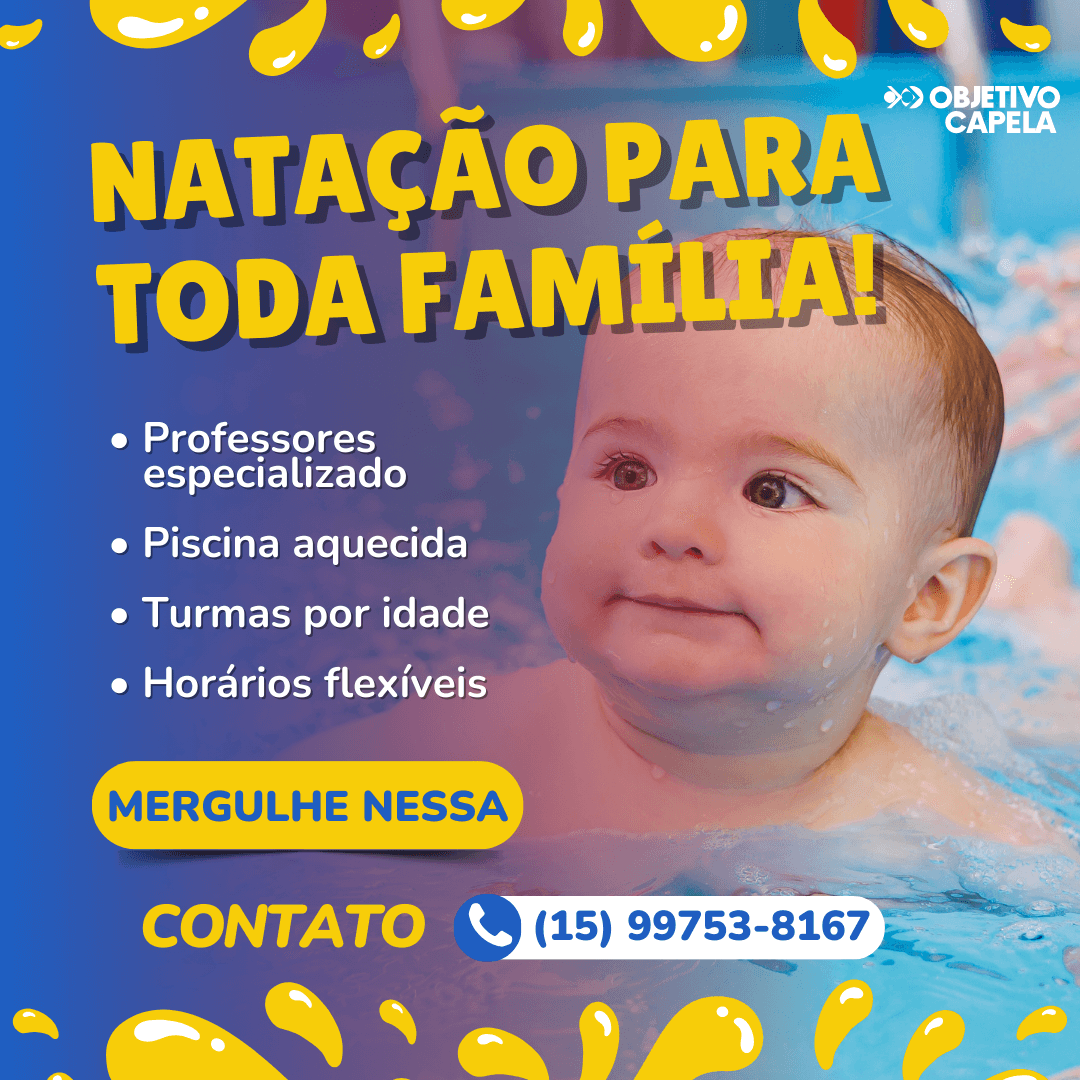 OBJETIVO
CAPELA
NATAÇÃO PARA
TODA FAMÍLIA!
• Professores
especializado
• Piscina aquecida
• Turmas por idade
• Horários flexíveis
MERGULHE NESSA
CONTATO (15) 99753-8167